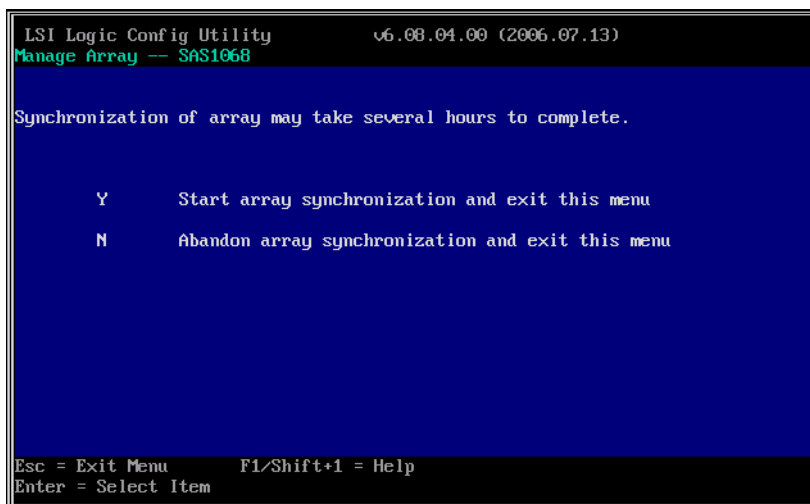 LSI Logic Config Utility v6.08.04.00 (2006.07.13)
Manage Array -- SAS1068
Synchronization of array may take several hours to complete.
Y Start array synchronization and exit this menu
N Abandon array synchronization and exit this menu
Esc = Exit Menu F1/Shift+1 = Help
Enter = Select Item